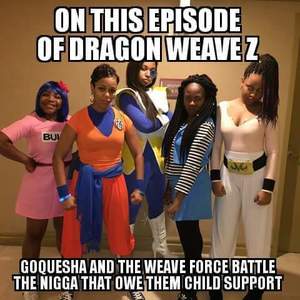 ON THIS EPISODE
OF DRAGON WEAVE Z
BU
GOQUESHA AND THE WEAVE FORCE BATTLE
THE NIGGA THAT OWE THEM CHILD SUPPORT